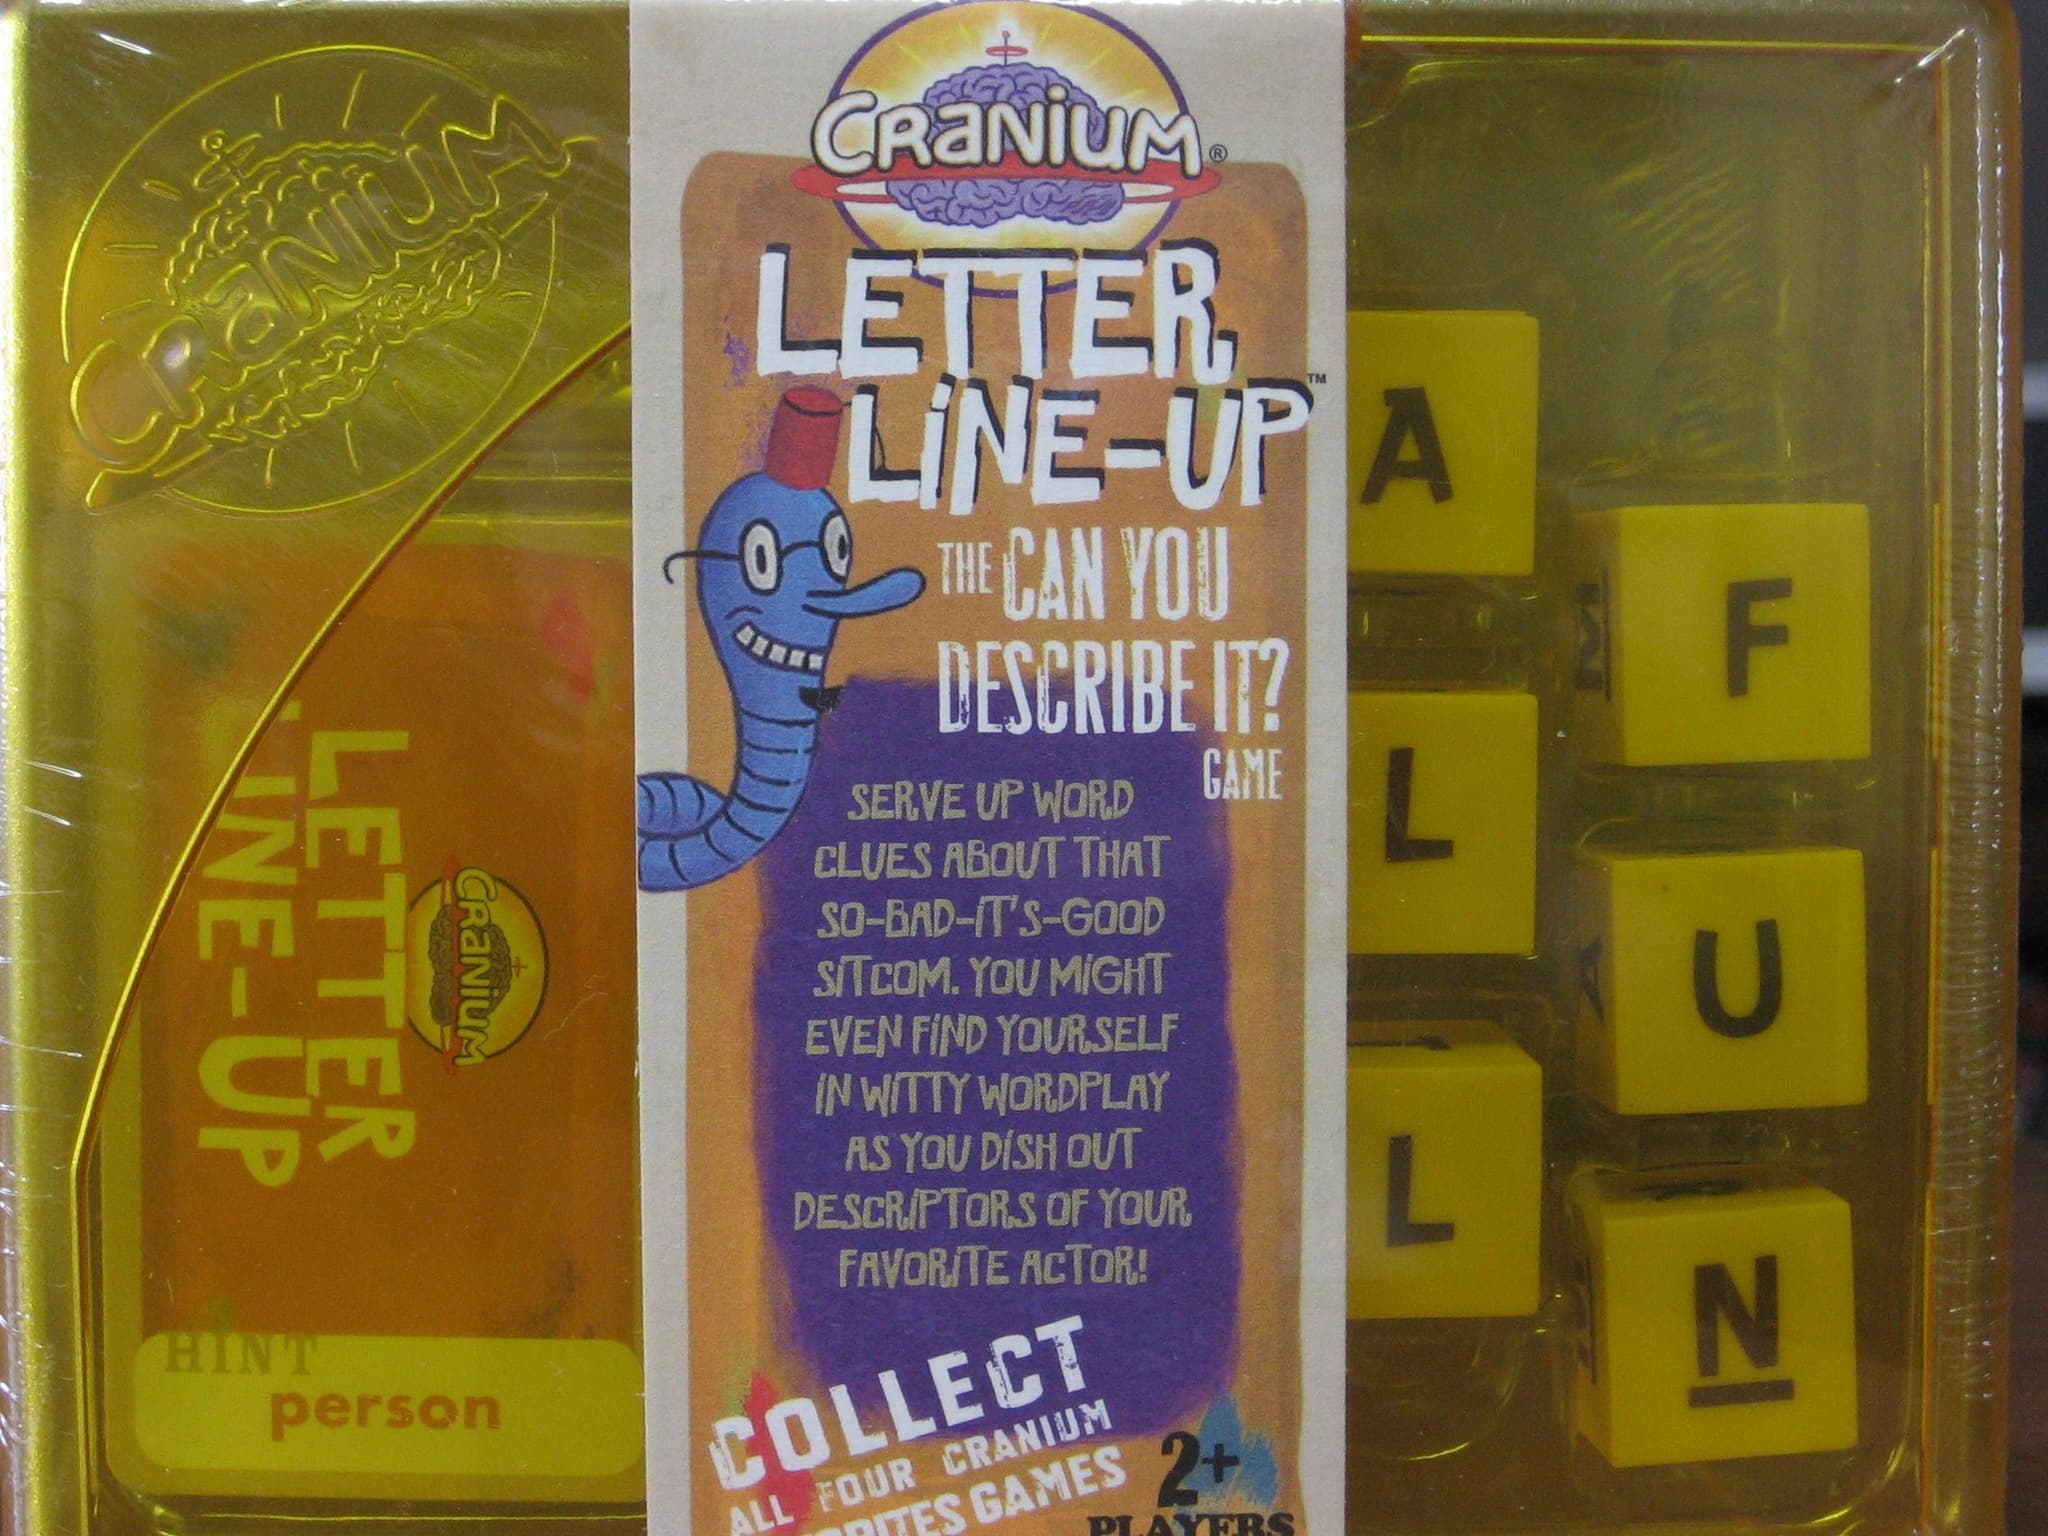 CRANIUM
CRANIUM®
LETTER
LINE-UP™
THE CAN YOU
DESCRIBE IT?
GAME
SERVE UP WORD
CLUES ABOUT THAT
SO-BAD-IT'S-GOOD
SITCOM. YOU MIGHT
EVEN FIND YOURSELF
IN WITTY WORDPLAY
AS YOU DISH OUT
DESCRIPTORS OF YOUR
FAVORITE ACTOR!
COLLECT
ALL FOUR CRANIUM
GAMES
2+
PLAYERS
CRANIUM
LETTER
LINE-UP
HINT
person
A
L
L
F
M
U
A
N